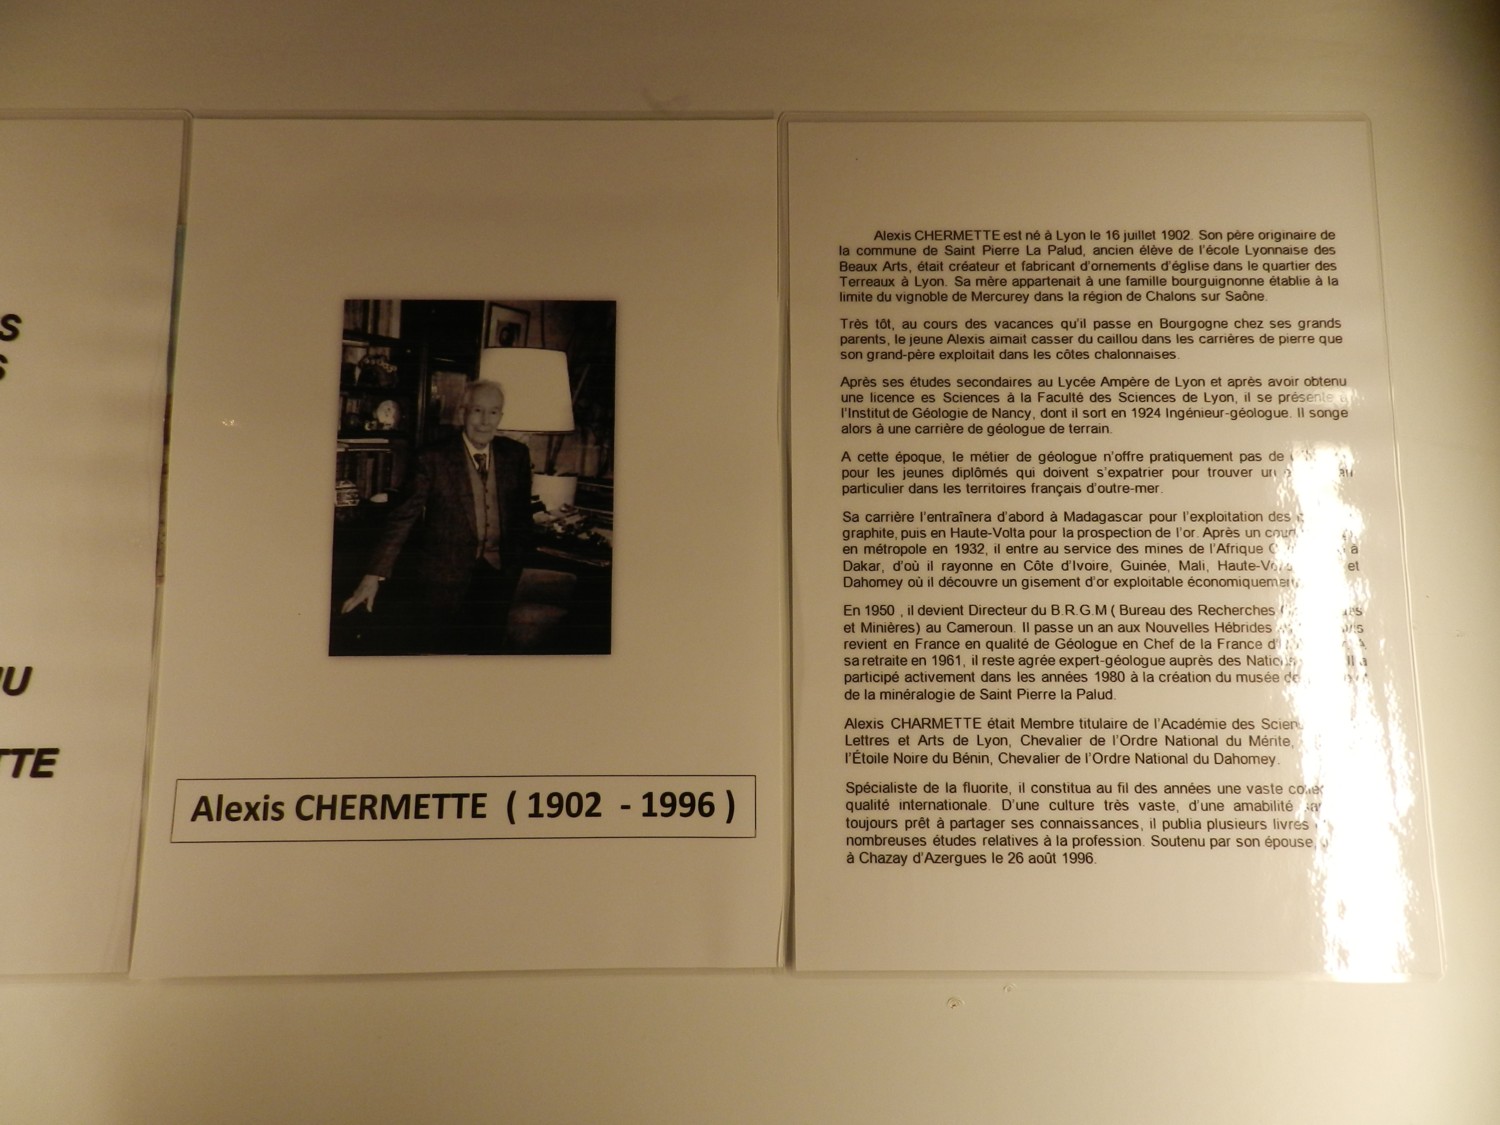 S
S
U
TTE
Alexis CHERMETTE ( 1902 - 1996 )
Alexis CHERMETTE est né à Lyon le 16 juillet 1902. Son père originaire de
la commune de Saint Pierre La Palud, ancien élève de l'école Lyonnaise des
Beaux Arts, était créateur et fabricant d'ornements d'église dans le quartier des
Terreaux à Lyon. Sa mère appartenait à une famille bourguignonne établie à la
limite du vignoble de Mercurey dans la région de Chalons sur Saône.
Très tôt, au cours des vacances qu'il passe en Bourgogne chez ses grands
parents, le jeune Alexis aimait casser du caillou dans les carrières de pierre que
son grand-père exploitait dans les côtes chalonnaises.
Après ses études secondaires au Lycée Ampère de Lyon et après avoir obtenu
une licence es Sciences à la Faculté des Sciences de Lyon, il se présente
l'Institut de Géologie de Nancy, dont il sort en 1924 Ingénieur-géologue. Il songe
alors à une carrière de géologue de terrain.
A cette époque, le métier de géologue n'offre pratiquement pas de
pour les jeunes diplômés qui doivent s'expatrier pour trouver un
particulier dans les territoires français d'outre-mer.
Sa carrière l'entraînera d'abord à Madagascar pour l'exploitation des
graphite, puis en Haute-Volta pour la prospection de l'or. Après un
en métropole en 1932, il entre au service des mines de l'Afrique à
Dakar, d'où il rayonne en Côte d'Ivoire, Guinée, Mali, Haute-Volta et
Dahomey où il découvre un gisement d'or exploitable économiquement
En 1950 , il devient Directeur du B.R.G.M ( Bureau des Recherches
et Minières) au Cameroun. Il passe un an aux Nouvelles Hébrides
revient en France en qualité de Géologue en Chef de la France
sa retraite en 1961, il reste agrée expert-géologue auprès des Il a
participé activement dans les années 1980 à la création du musée
de la minéralogie de Saint Pierre la Palud.
Alexis CHARMETTE était Membre titulaire de l'Académie des
Lettres et Arts de Lyon, Chevalier de l'Ordre National du Mérite,
l'Étoile Noire du Bénin, Chevalier de l'Ordre National du Dahomey.
Spécialiste de la fluorite, il constitua au fil des années une vaste
qualité internationale. D'une culture très vaste, d'une amabilité
toujours prêt à partager ses connaissances, il publia plusieurs livres
nombreuses études relatives à la profession. Soutenu par son épouse,
à Chazay d'Azergues le 26 août 1996.